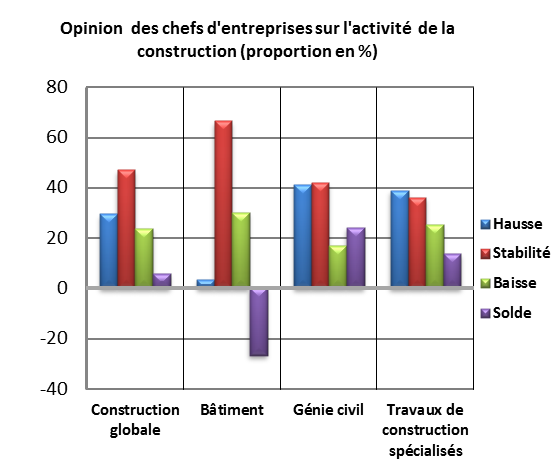 Opinion des chefs d'entreprises sur l'activité de la
construction (proportion en %)
80
60
40
20
0
-20
-40
Construction
globale
Bâtiment
Génie civil
Travaux de
construction
spécialisés
Hausse
Stabilité
Baisse
Solde